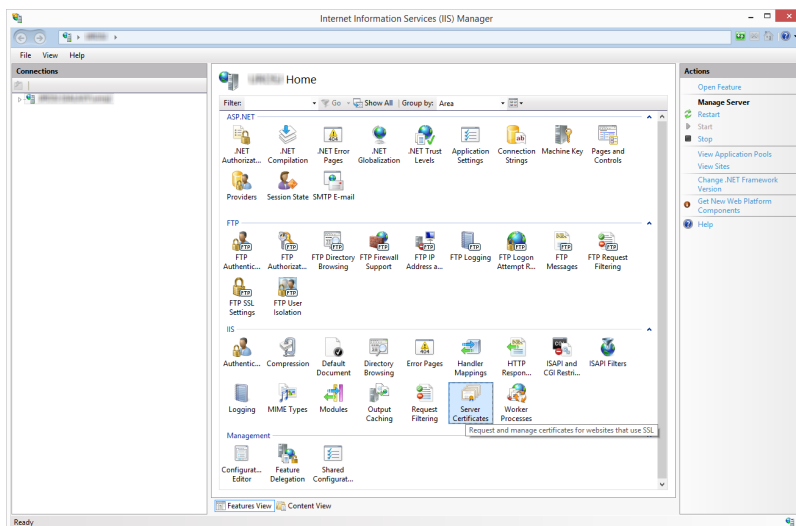 Internet Information Services (IIS) Manager
File View Help
Connections
Home
Filter: Go Show All Group by: Area
ASP.NET
.NET Authorizat...
.NET Compilation
.NET Error Pages
.NET Globalization
.NET Trust Levels
Application Settings
Connection Strings
Machine Key
Pages and Controls
Providers
Session State
SMTP E-mail
FTP
FTP Authentic...
FTP Authorizat...
FTP Directory Browsing
FTP Firewall Support
FTP IP Address a...
FTP Logging
FTP Logon Attempt R...
FTP Messages
FTP Request Filtering
FTP SSL Settings
FTP User Isolation
IIS
Authentic...
Compression
Default Document
Directory Browsing
Error Pages
Handler Mappings
HTTP Respon...
ISAPI and CGI Restri...
ISAPI Filters
Logging
MIME Types
Modules
Output Caching
Request Filtering
Server Certificates
Worker Processes
Request and manage certificates for websites that use SSL
Management
Configurat... Editor
Feature Delegation
Shared Configurat...
Features View Content View
Actions
Open Feature
Manage Server
Restart
Start
Stop
View Application Pools
View Sites
Change .NET Framework
Version
Get New Web Platform
Components
Help
Ready